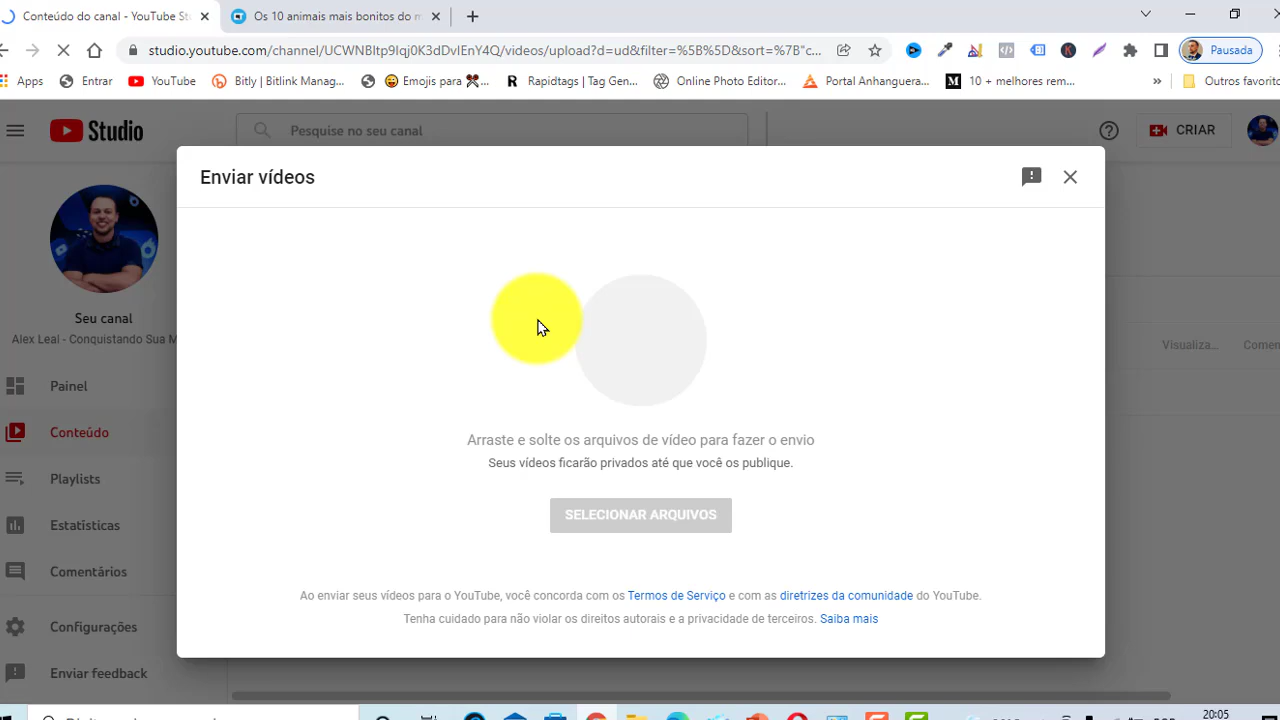 Conteúdo do canal - YouTube St
Os 10 animais mais bonitos do m
studio.youtube.com/channel/UCWNBItp9Iqj0K3dDvIEnY4Q/videos/upload?d=ud&filter=%5B%5D&sort=%7B"c...
Pausada
Apps
Entrar
YouTube
Bitly | Bitlink Manag...
Emojis para
Rapidtags | Tag Gen...
Online Photo Editor...
Portal Anhanguera...
10 + melhores rem...
»
Outros favorito
Studio
Pesquise no seu canal
CRIAR
Enviar vídeos
Seu canal
Alex Leal - Conquistando Sua M
Visualiza...
Comen
Painel
Conteúdo
Playlists
Estatísticas
Comentários
Configurações
Enviar feedback
Arraste e solte os arquivos de vídeo para fazer o envio
Seus vídeos ficarão privados até que você os publique.
SELECIONAR ARQUIVOS
Ao enviar seus vídeos para o YouTube, você concorda com os Termos de Serviço e com as diretrizes da comunidade do YouTube.
Tenha cuidado para não violar os direitos autorais e a privacidade de terceiros. Saiba mais
20:05